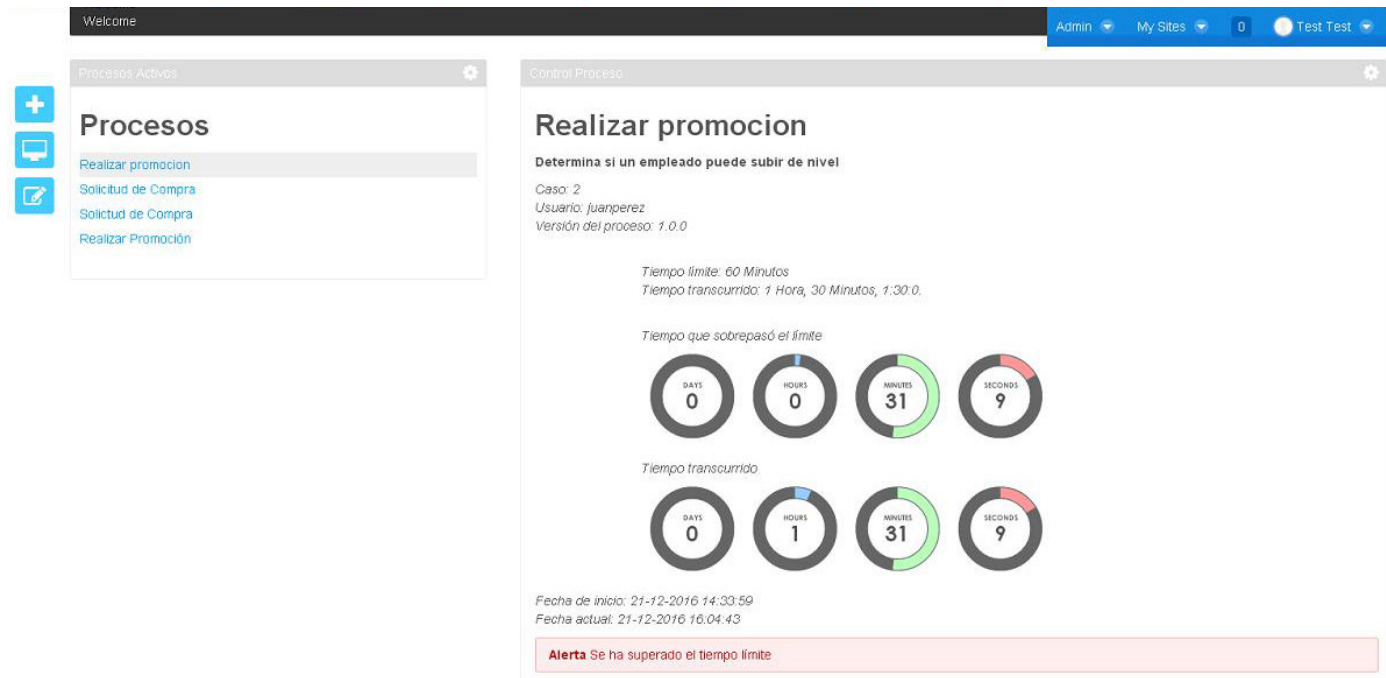 Welcome
Admin
My Sites
0
Test Test
Procesos Activos
Procesos
Realizar promocion
Solicitud de Compra
Solictud de Compra
Realizar Promoción
Control Proceso
Realizar promocion
Determina si un empleado puede subir de nivel
Caso: 2
Usuario: juanperez
Versión del proceso: 1.0.0
Tiempo límite: 60 Minutos
Tiempo transcurrido: 1 Hora, 30 Minutos, 1:30:0.
Tiempo que sobrepasó el límite
DAYS
0
HOURS
0
MINUTES
31
SECONDS
9
Tiempo transcurrido
DAYS
0
HOURS
1
MINUTES
31
SECONDS
9
Fecha de inicio: 21-12-2016 14:33:59
Fecha actual: 21-12-2016 16:04:43
Alerta Se ha superado el tiempo límite